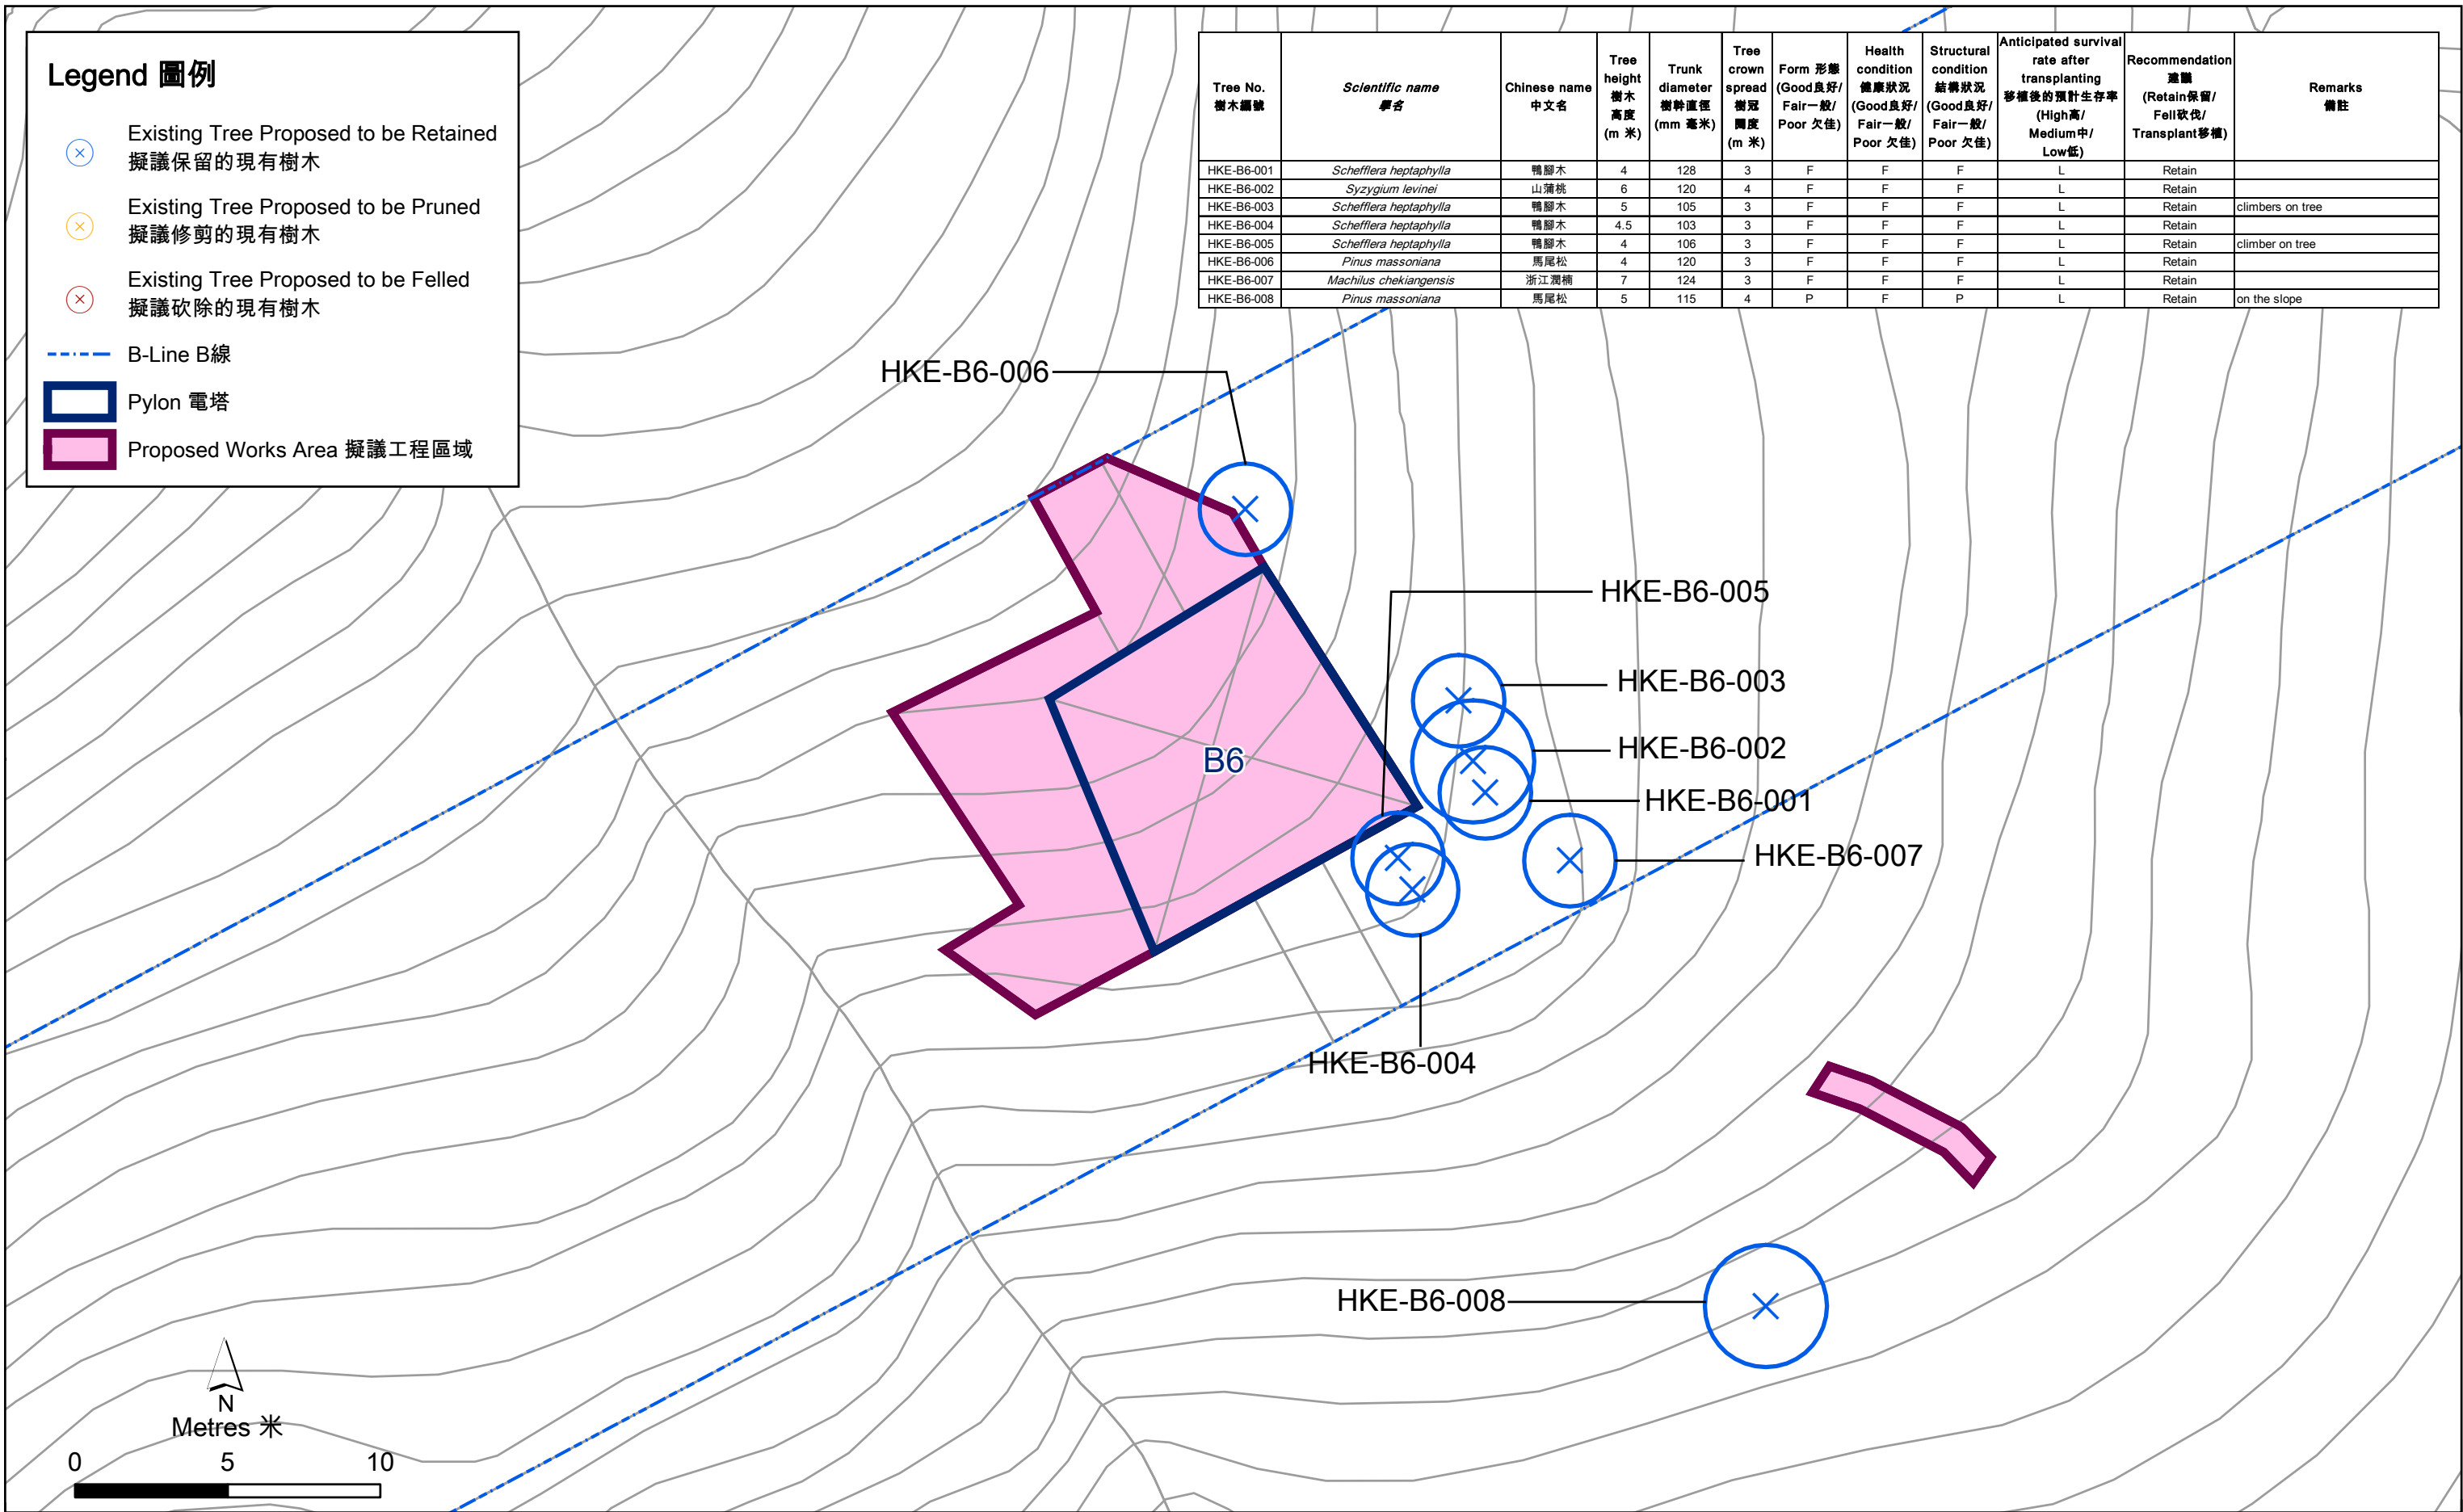 Legend 圖例
Existing Tree Proposed to be Retained
擬議保留的現有樹木
Existing Tree Proposed to be Pruned
擬議修剪的現有樹木
Existing Tree Proposed to be Felled
擬議砍除的現有樹木
B-Line B線
Pylon 電塔
Proposed Works Area 擬議工程區域
Tree No. 樹木編號 Scientific name 學名 Chinese name 中文名 Tree height 樹木高度 (m 米) Trunk diameter 樹幹直徑 (mm 毫米) Tree crown spread 樹冠闊度 (m 米) Form 形態 (Good良好/ Fair一般/ Poor 欠佳) Health condition 健康狀況 (Good良好/ Fair一般/ Poor 欠佳) Structural condition 結構狀況 (Good良好/ Fair一般/ Poor 欠佳) Anticipated survival rate after transplanting 移植後的預計生存率 (High高/ Medium中/ Low低) Recommendation 建議 (Retain保留/ Fell砍伐/ Transplant移植) Remarks 備註
HKE-B6-001 Schefflera heptaphylla 鴨腳木 4 128 3 F F F L Retain
HKE-B6-002 Syzygium levinei 山蒲桃 6 120 4 F F F L Retain
HKE-B6-003 Schefflera heptaphylla 鴨腳木 5 105 3 F F F L Retain climbers on tree
HKE-B6-004 Schefflera heptaphylla 鴨腳木 4.5 103 3 F F F L Retain
HKE-B6-005 Schefflera heptaphylla 鴨腳木 4 106 3 F F F L Retain climber on tree
HKE-B6-006 Pinus massoniana 馬尾松 4 120 3 F F F L Retain
HKE-B6-007 Machilus chekiangensis 浙江潤楠 7 124 3 F F F L Retain
HKE-B6-008 Pinus massoniana 馬尾松 5 115 4 P F P L Retain on the slope
HKE-B6-006
HKE-B6-005
HKE-B6-003
HKE-B6-002
B6
HKE-B6-001
HKE-B6-007
HKE-B6-004
HKE-B6-008
N
Metres 米
0 5 10